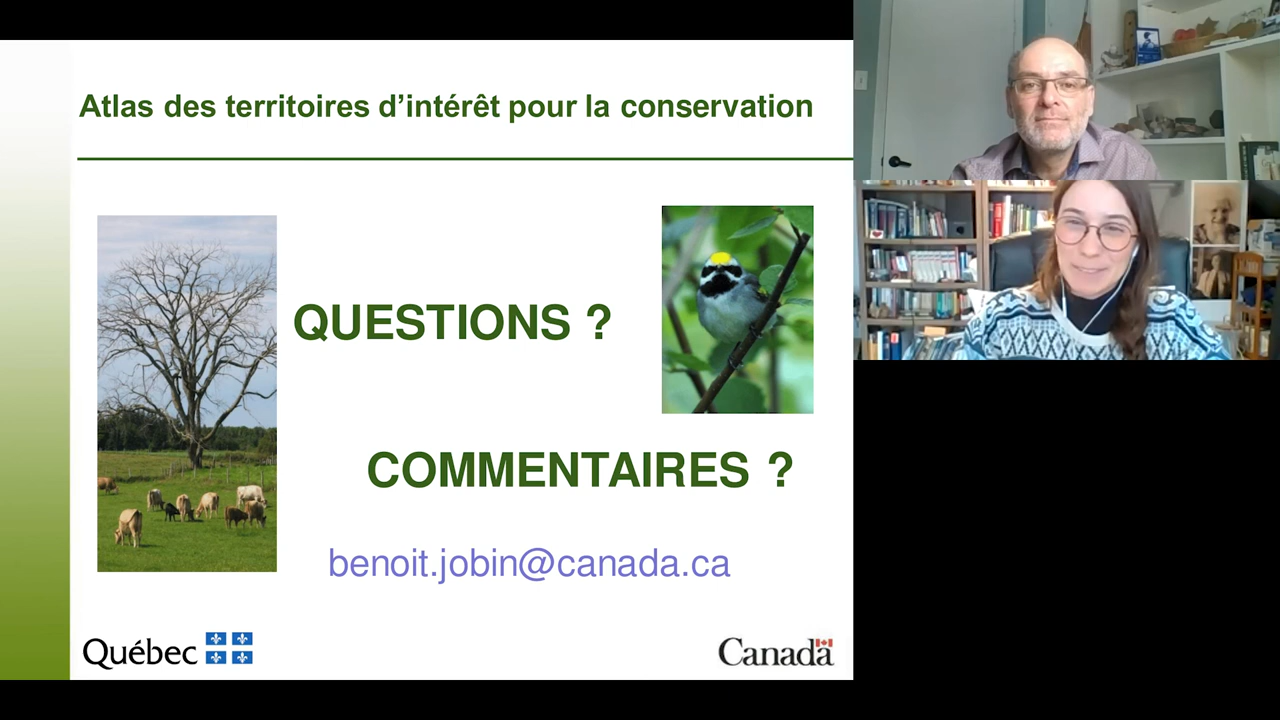 Atlas des territoires d’intérêt pour la conservation
QUESTIONS ?
COMMENTAIRES ?
benoit.jobin@canada.ca
Québec
Canada